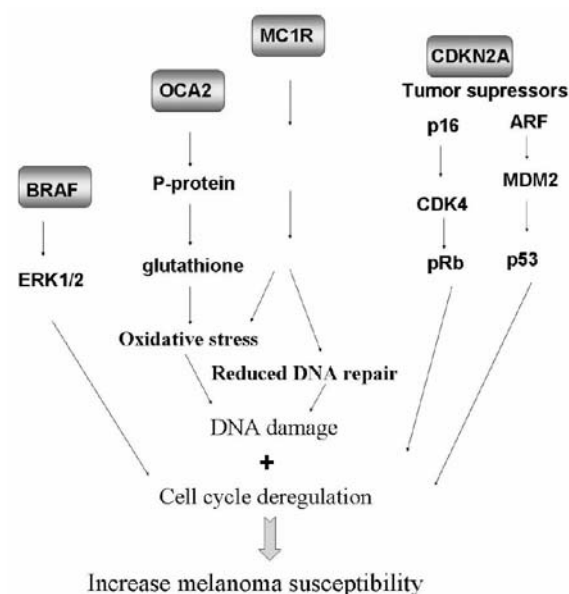 MC1R
CDKN2A
Tumor supressors
OCA2
p16
ARF
P-protein
MDM2
BRAF
CDK4
glutathione
pRb
p53
ERK1/2
Oxidative stress
Reduced DNA repair
DNA damage
+
Cell cycle deregulation
Increase melanoma susceptibility